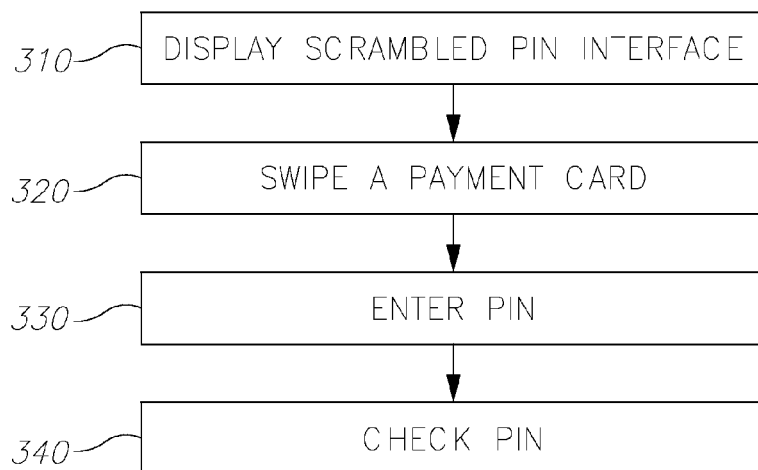 310 DISPLAY SCRAMBLED PIN INTERFACE
320 SWIPE A PAYMENT CARD
330 ENTER PIN
340 CHECK PIN